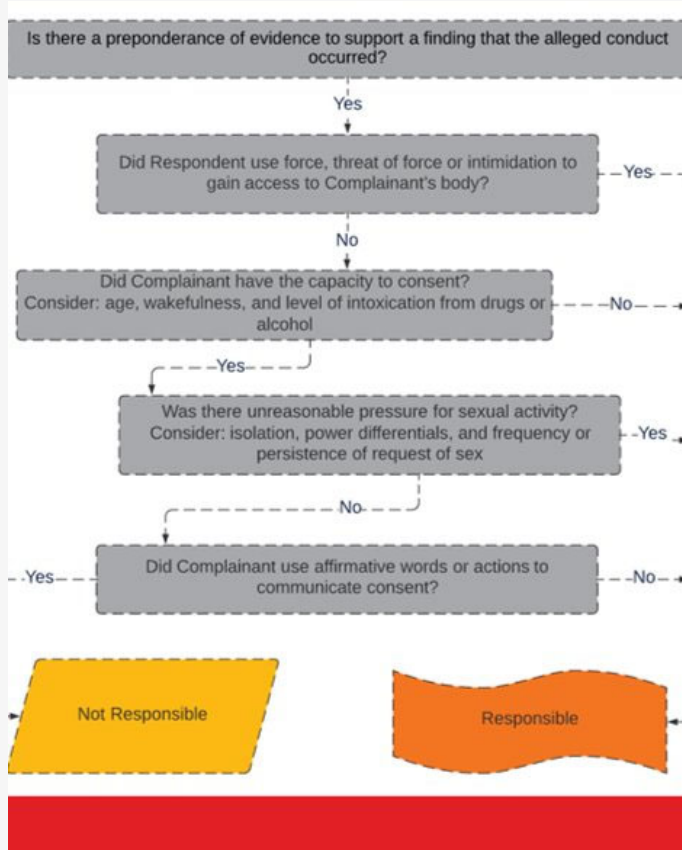 Is there a preponderance of evidence to support a finding that the alleged conduct
occurred?
Yes
Did Respondent use force, threat of force or intimidation to
gain access to Complainant's body?
Yes
No
Did Complainant have the capacity to consent?
Consider: age, wakefulness, and level of intoxication from drugs or
alcohol
No
Yes
Was there unreasonable pressure for sexual activity?
Consider: isolation, power differentials, and frequency or
persistence of request of sex
Yes
No
Did Complainant use affirmative words or actions to
communicate consent?
Yes
No
Not Responsible
Responsible